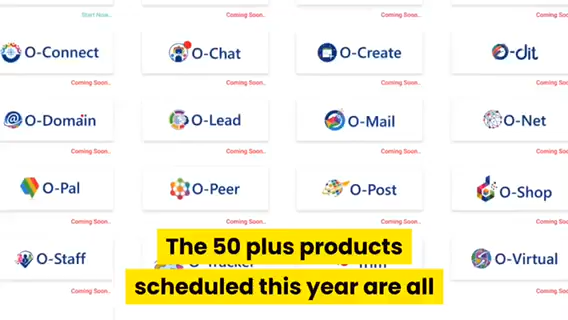 Start Now..
Coming Soon..
Coming Soon..
Coming Soon..
O-Connect
O-Chat
O-Create
Coming Soon..
Coming Soon..
Coming Soon..
Coming Soon..
O-Domain
O-Lead
O-Mail
O-Net
Coming Soon..
Coming Soon..
Coming Soon..
Coming Soon..
O-Pal
O-Peer
O-Post
O-Shop
Coming Soon..
Coming Soon..
Coming Soon..
Coming Soon..
O-Staff
O-Virtual
The 50 plus products
scheduled this year are all
Coming Soon..
Coming Soon..